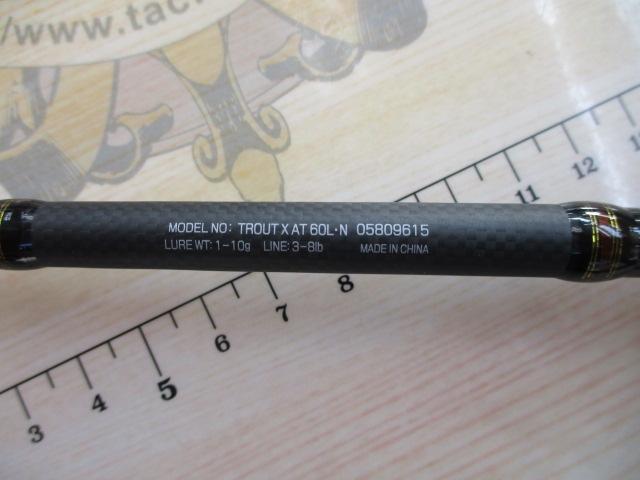 /www.tac
MODEL NO: TROUT X AT 60L·N 05809615
LURE WT: 1-10g LINE: 3-8lb MADE IN CHINA
3 4 5 6 7 8 11 12